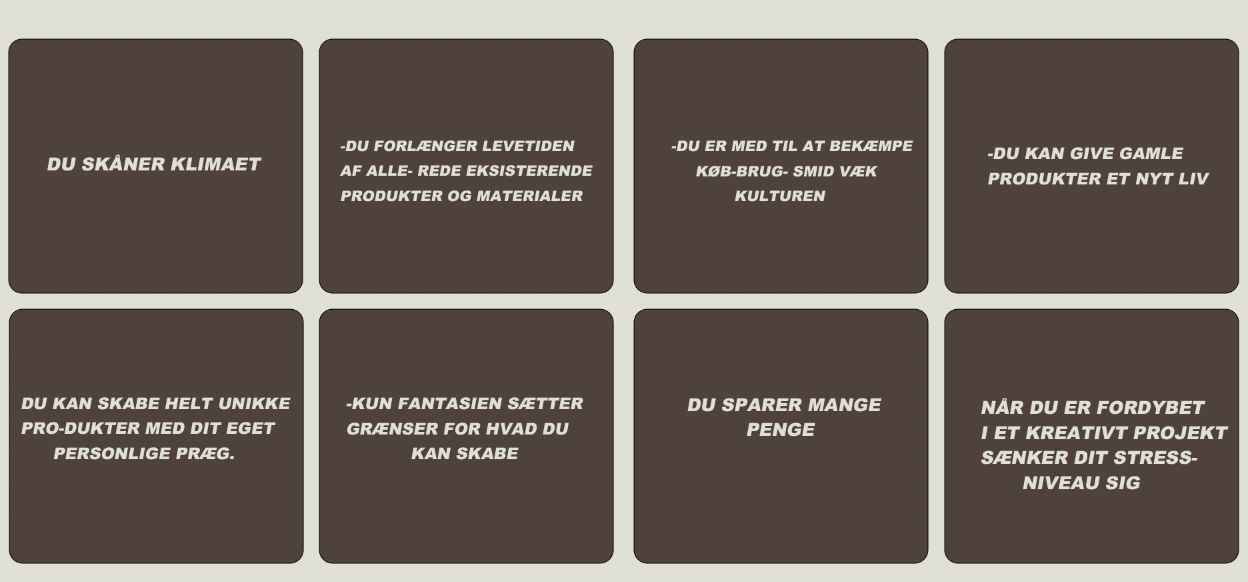 DU SKÅNER KLIMAET
-DU FORLÆNGER LEVETIDEN
AF ALLE- REDE EKSISTERENDE
PRODUKTER OG MATERIALER
-DU ER MED TIL AT BEKÆMPE
KØB-BRUG- SMID VÆK
KULTUREN
-DU KAN GIVE GAMLE
PRODUKTER ET NYT LIV
DU KAN SKABE HELT UNIKKE
PRO-DUKTER MED DIT EGET
PERSONLIGE PRÆG.
-KUN FANTASIEN SÆTTER
GRÆNSER FOR HVAD DU
KAN SKABE
DU SPARER MANGE
PENGE
NÅR DU ER FORDYBET
I ET KREATIVT PROJEKT
SÆNKER DIT STRESS-
NIVEAU SIG